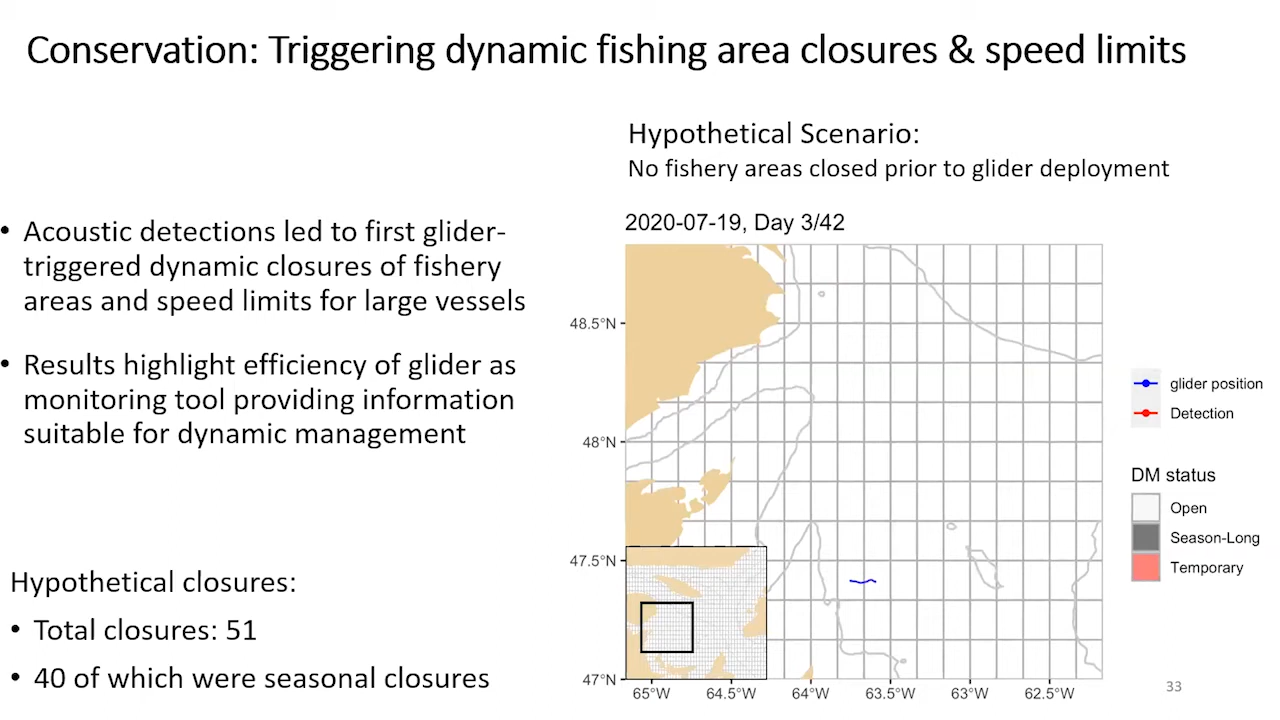 Conservation: Triggering dynamic fishing area closures & speed limits
Hypothetical Scenario:
No fishery areas closed prior to glider deployment
• Acoustic detections led to first glider-
triggered dynamic closures of fishery
areas and speed limits for large vessels
• Results highlight efficiency of glider as
monitoring tool providing information
suitable for dynamic management
Hypothetical closures:
• Total closures: 51
• 40 of which were seasonal closures
2020-07-19, Day 3/42
48.5°N
48°N
47.5°N
47°N
65°W 64.5°W 64°W 63.5°W 63°W 62.5°W
glider position
Detection
DM status
Open
Season-Long
Temporary
33